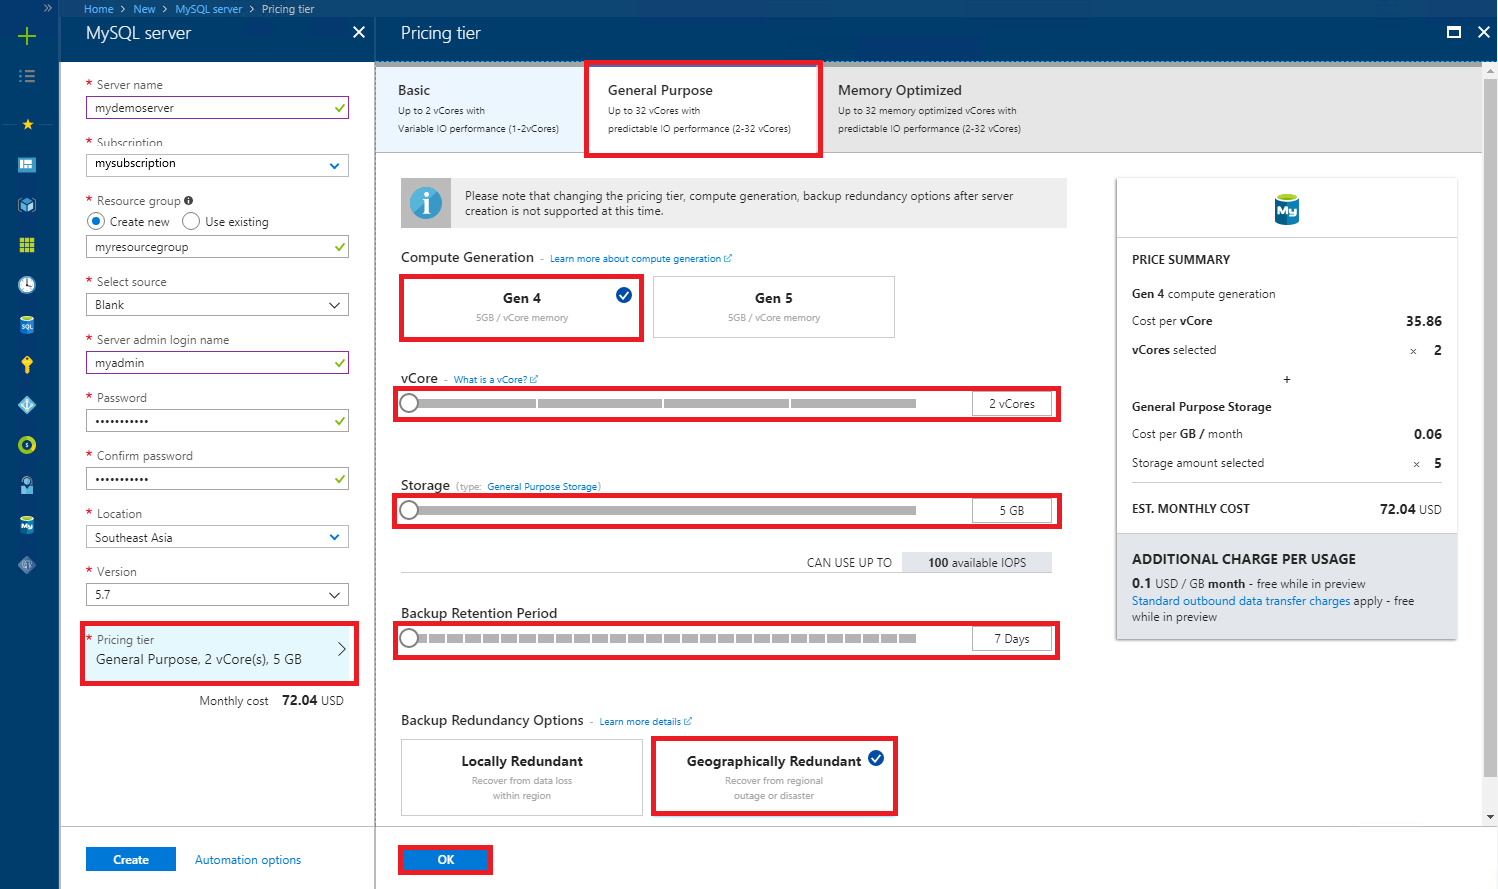 Home > New > MySQL server > Pricing tier
MySQL server
* Server name
mydemoserver
* Subscription
mysubscription
* Resource group
Create new Use existing
myresourcegroup
* Select source
Blank
* Server admin login name
myadmin
* Password
•••••••••••
* Confirm password
•••••••••••
* Location
Southeast Asia
* Version
5.7
* Pricing tier
General Purpose, 2 vCore(s), 5 GB
Monthly cost 72.04 USD
Create Automation options
Pricing tier
Basic
Up to 2 vCores with
Variable IO performance (1-2vCores)
General Purpose
Up to 32 vCores with
predictable IO performance (2-32 vCores)
Memory Optimized
Up to 32 memory optimized vCores with
predictable IO performance (2-32 vCores)
Please note that changing the pricing tier, compute generation, backup redundancy options after server
creation is not supported at this time.
Compute Generation - Learn more about compute generation
Gen 4
5GB / vCore memory
Gen 5
5GB / vCore memory
vCore - What is a vCore?
2 vCores
Storage (type: General Purpose Storage)
5 GB
CAN USE UP TO 100 available IOPS
Backup Retention Period
7 Days
Backup Redundancy Options - Learn more details
Locally Redundant
Recover from data loss
within region
Geographically Redundant
Recover from regional
outage or disaster
OK
My
PRICE SUMMARY
Gen 4 compute generation
Cost per vCore 35.86
vCores selected × 2
+
General Purpose Storage
Cost per GB / month 0.06
Storage amount selected × 5
EST. MONTHLY COST 72.04 USD
ADDITIONAL CHARGE PER USAGE
0.1 USD / GB month - free while in preview
Standard outbound data transfer charges apply - free
while in preview
SQL
My